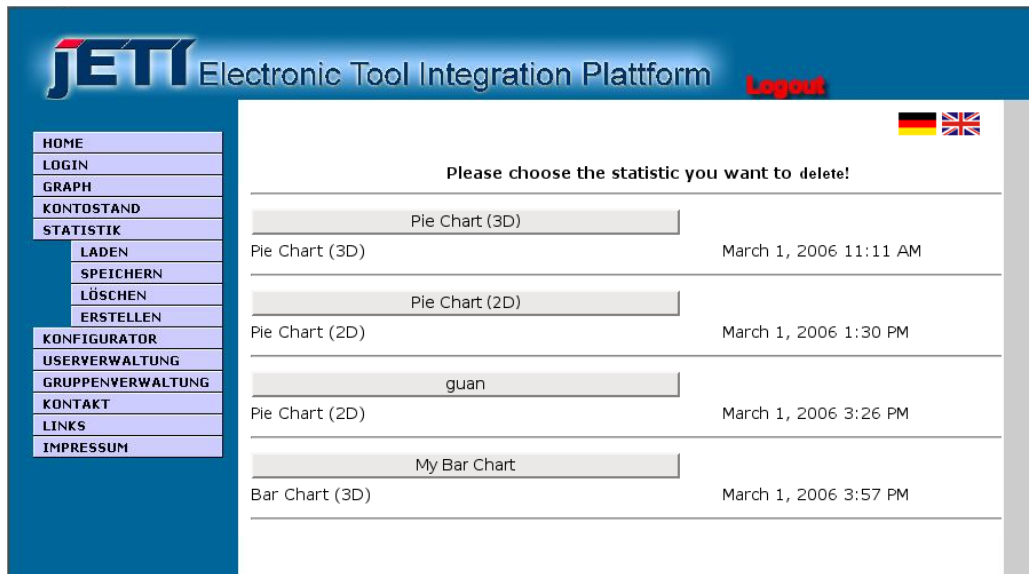 jETI Electronic Tool Integration Plattform
Logout
HOME
LOGIN
GRAPH
KONTOSTAND
STATISTIK
LADEN
SPEICHERN
LÖSCHEN
ERSTELLEN
KONFIGURATOR
USERVERWALTUNG
GRUPPENVERWALTUNG
KONTAKT
LINKS
IMPRESSUM
Please choose the statistic you want to delete!
Pie Chart (3D)
Pie Chart (3D) March 1, 2006 11:11 AM
Pie Chart (2D)
Pie Chart (2D) March 1, 2006 1:30 PM
guan
Pie Chart (2D) March 1, 2006 3:26 PM
My Bar Chart
Bar Chart (3D) March 1, 2006 3:57 PM